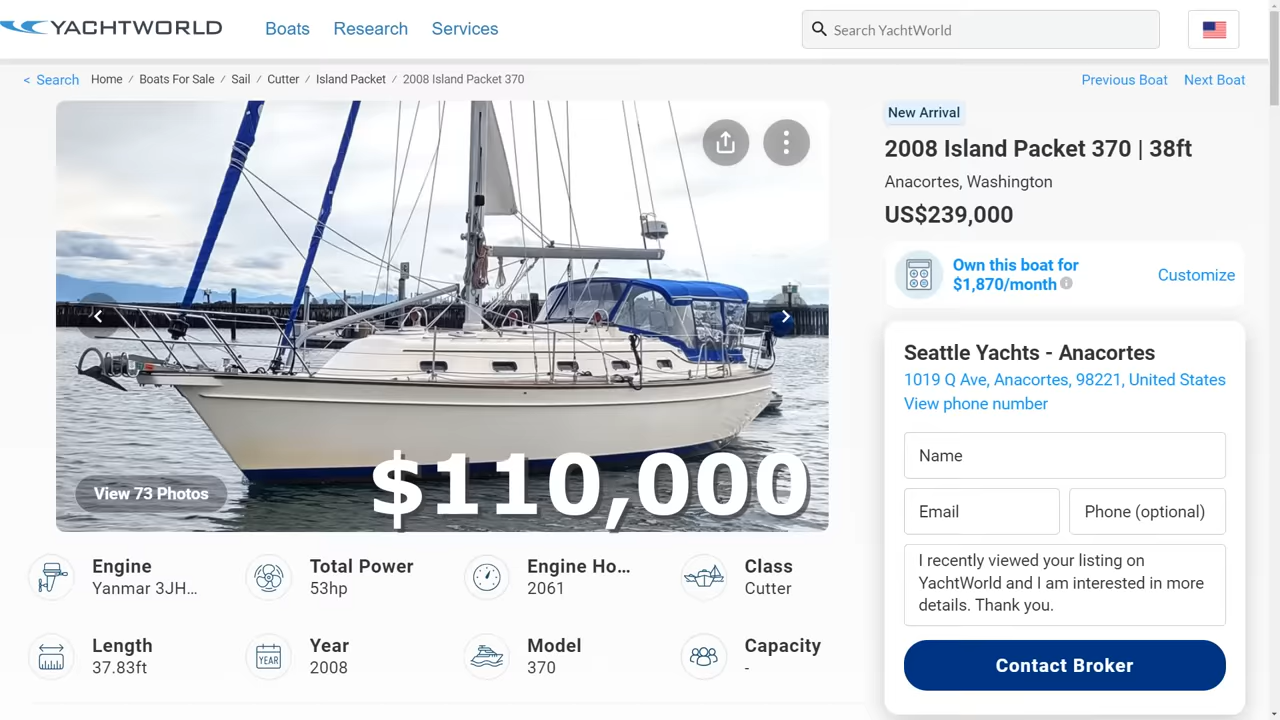 YACHTWORLD
Boats Research Services
Search YachtWorld
< Search Home / Boats For Sale / Sail / Cutter / Island Packet / 2008 Island Packet 370
Previous Boat Next Boat
New Arrival
2008 Island Packet 370 | 38ft
Anacortes, Washington
US$239,000
Own this boat for
$1,870/month
Customize
Seattle Yachts - Anacortes
1019 Q Ave, Anacortes, 98221, United States
View phone number
Name
Email
Phone (optional)
I recently viewed your listing on
YachtWorld and I am interested in more
details. Thank you.
Contact Broker
View 73 Photos
$110,000
Engine
Yanmar 3JH...
Total Power
53hp
Engine Ho...
2061
Class
Cutter
Length
37.83ft
YEAR
Year
2008
Model
370
Capacity
-